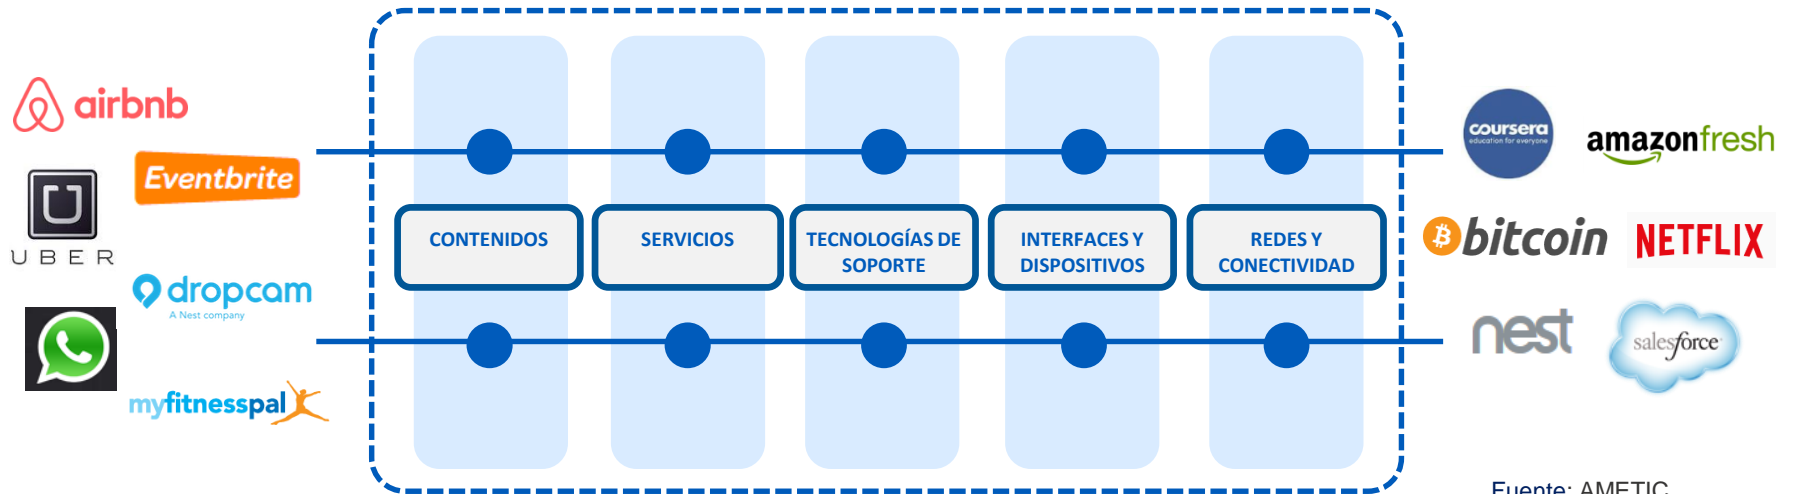 airbnb
Eventbrite
UBER
dropcam
A Nest company
myfitnesspal
CONTENIDOS
SERVICIOS
TECNOLOGÍAS DE
SOPORTE
INTERFACES Y
DISPOSITIVOS
REDES Y
CONECTIVIDAD
coursera
education for everyone
amazonfresh
bitcoin
NETFLIX
nest
salesforce
Fuente: AMETIC